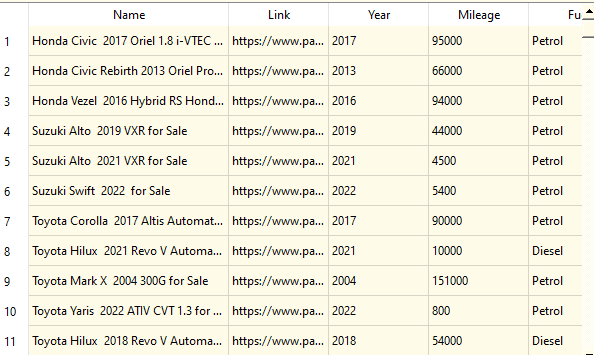 Name Link Year Mileage Fu
1 Honda Civic 2017 Oriel 1.8 i-VTEC ... https://www.pa... 2017 95000 Petrol
2 Honda Civic Rebirth 2013 Oriel Pro... https://www.pa... 2013 66000 Petrol
3 Honda Vezel 2016 Hybrid RS Hond... https://www.pa... 2016 94000 Petrol
4 Suzuki Alto 2019 VXR for Sale https://www.pa... 2019 44000 Petrol
5 Suzuki Alto 2021 VXR for Sale https://www.pa... 2021 4500 Petrol
6 Suzuki Swift 2022 for Sale https://www.pa... 2022 5400 Petrol
7 Toyota Corolla 2017 Altis Automat... https://www.pa... 2017 90000 Petrol
8 Toyota Hilux 2021 Revo V Automa... https://www.pa... 2021 10000 Diesel
9 Toyota Mark X 2004 300G for Sale https://www.pa... 2004 151000 Petrol
10 Toyota Yaris 2022 ATIV CVT 1.3 for ... https://www.pa... 2022 800 Petrol
11 Toyota Hilux 2018 Revo V Automa... https://www.pa... 2018 54000 Diesel